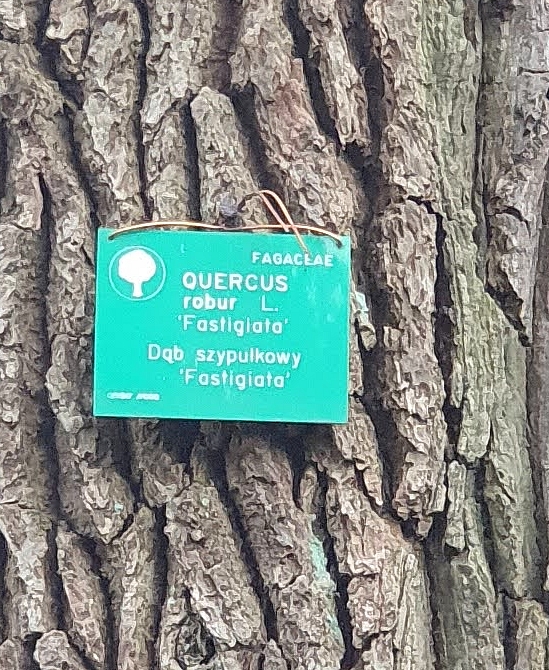 FAGACEAE
QUERCUS
robur L.
'Fastigiata'
Dąb szypułkowy
'Fastigiata'